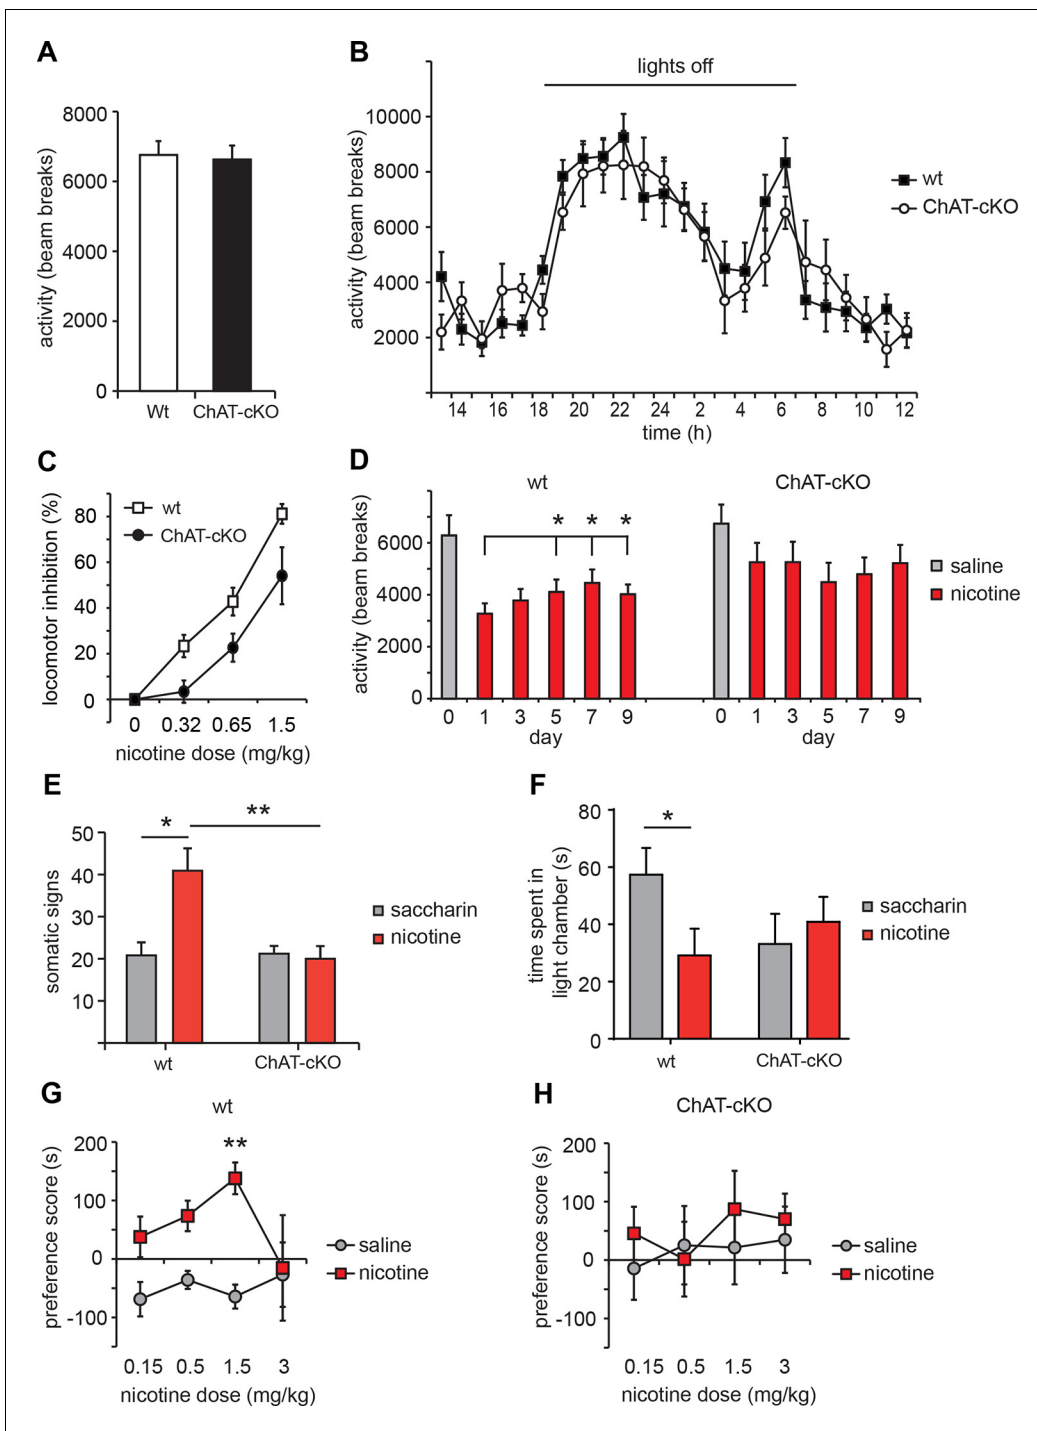 A
activity (beam breaks)
8000
6000
4000
2000
0
Wt ChAT-cKO
B
lights off
activity (beam breaks)
10000
8000
6000
4000
2000
14 16 18 20 22 24 2 4 6 8 10 12
time (h)
wt
ChAT-cKO
C
locomotor inhibition (%)
wt
ChAT-cKO
80
60
40
20
0
0 0.32 0.65 1.5
nicotine dose (mg/kg)
D
wt
ChAT-cKO
activity (beam breaks)
6000
4000
2000
0
* * *
0 1 3 5 7 9
day
0 1 3 5 7 9
day
saline
nicotine
E
somatic signs
50
40
30
20
10
* **
wt ChAT-cKO
saccharin
nicotine
F
time spent in
light chamber (s)
80
60
40
20
0
*
wt ChAT-cKO
saccharin
nicotine
G
wt
preference score (s)
200
100
0
-100
**
0.15 0.5 1.5 3
nicotine dose (mg/kg)
saline
nicotine
H
ChAT-cKO
preference score (s)
200
100
0
-100
0.15 0.5 1.5 3
nicotine dose (mg/kg)
saline
nicotine